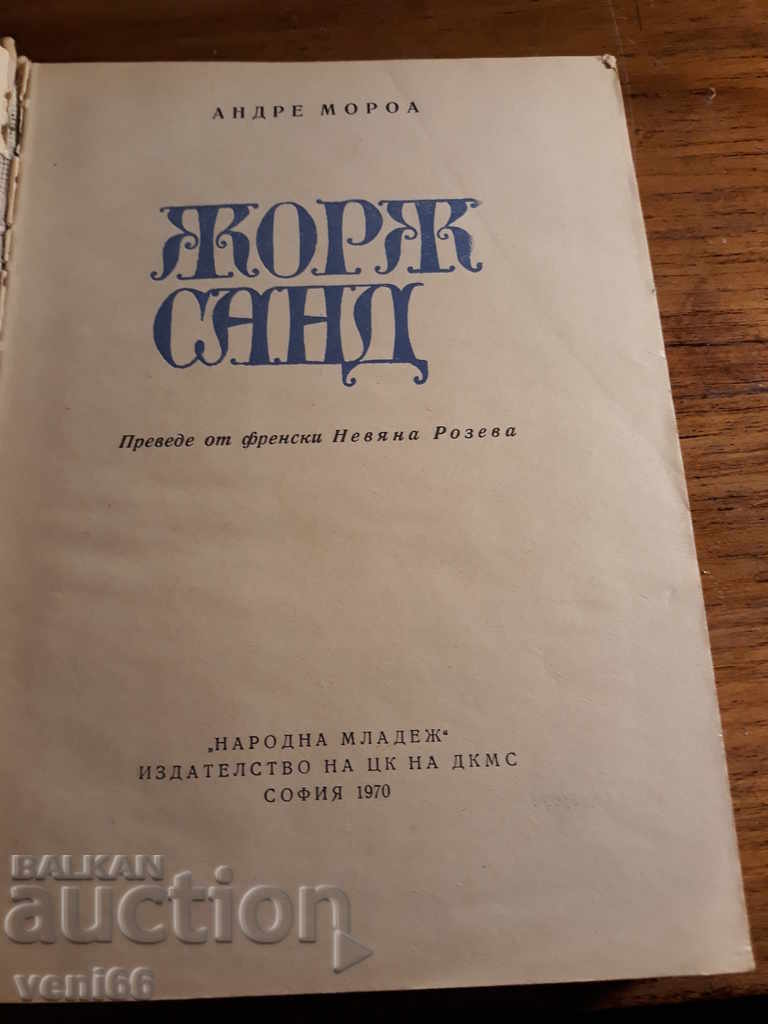 АНДРЕ МОРОА
ЖОРЖ
САНД
Преведе от френски Невяна Розева
„НАРОДНА МЛАДЕЖ“
ИЗДАТЕЛСТВО НА ЦК НА ДКМС
СОФИЯ 1970
BALKAN
auction
veni66